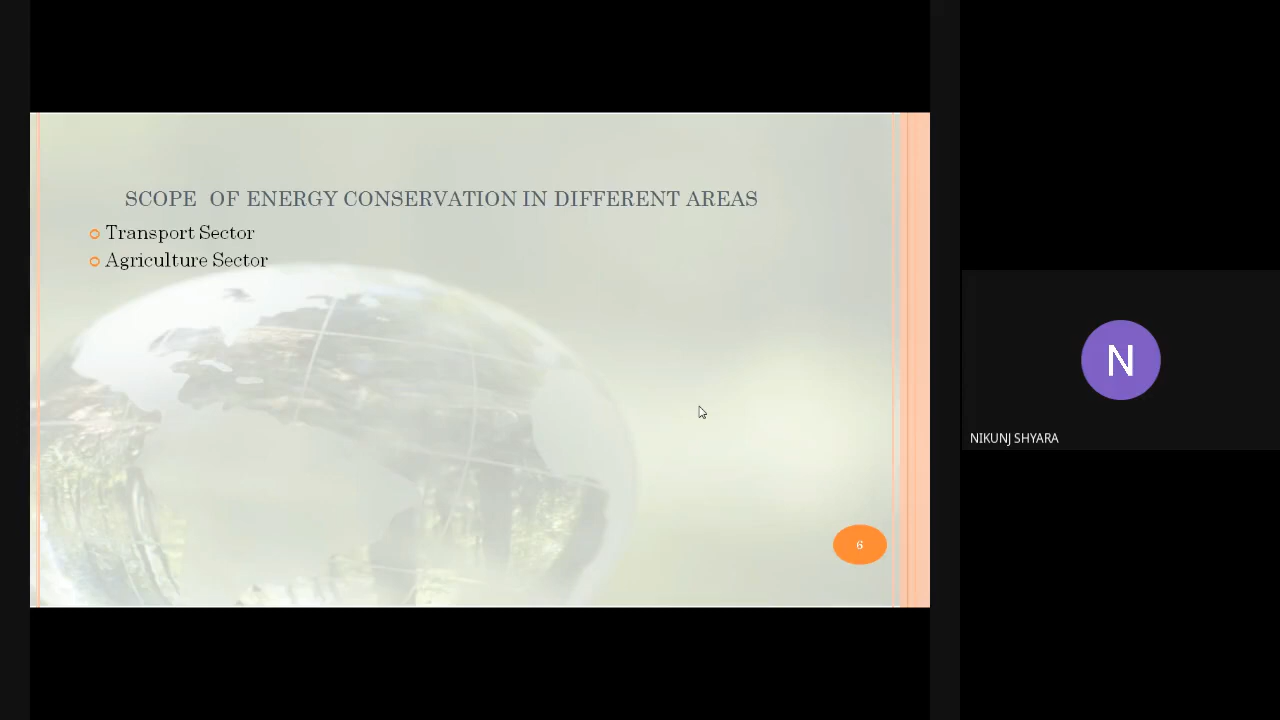 SCOPE OF ENERGY CONSERVATION IN DIFFERENT AREAS
Transport Sector
Agriculture Sector
6
N
NIKUNJ SHYARA